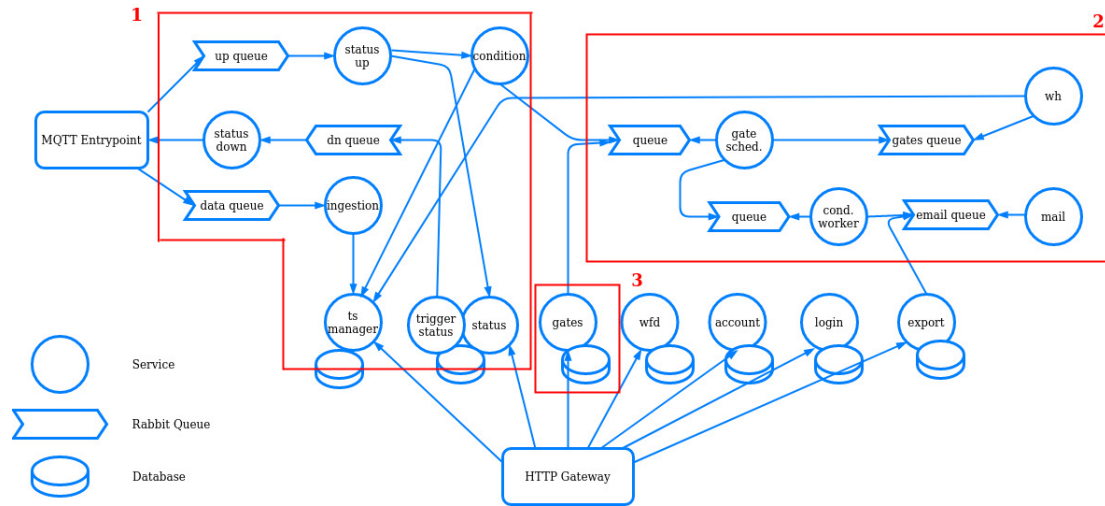 1
2
up queue
status
up
condition
wh
MQTT Entrypoint
status
down
dn queue
queue
gate
sched.
gates queue
data queue
ingestion
queue
cond.
worker
email queue
mail
3
ts
manager
trigger
status
status
gates
wfd
account
login
export
Service
Rabbit Queue
Database
HTTP Gateway